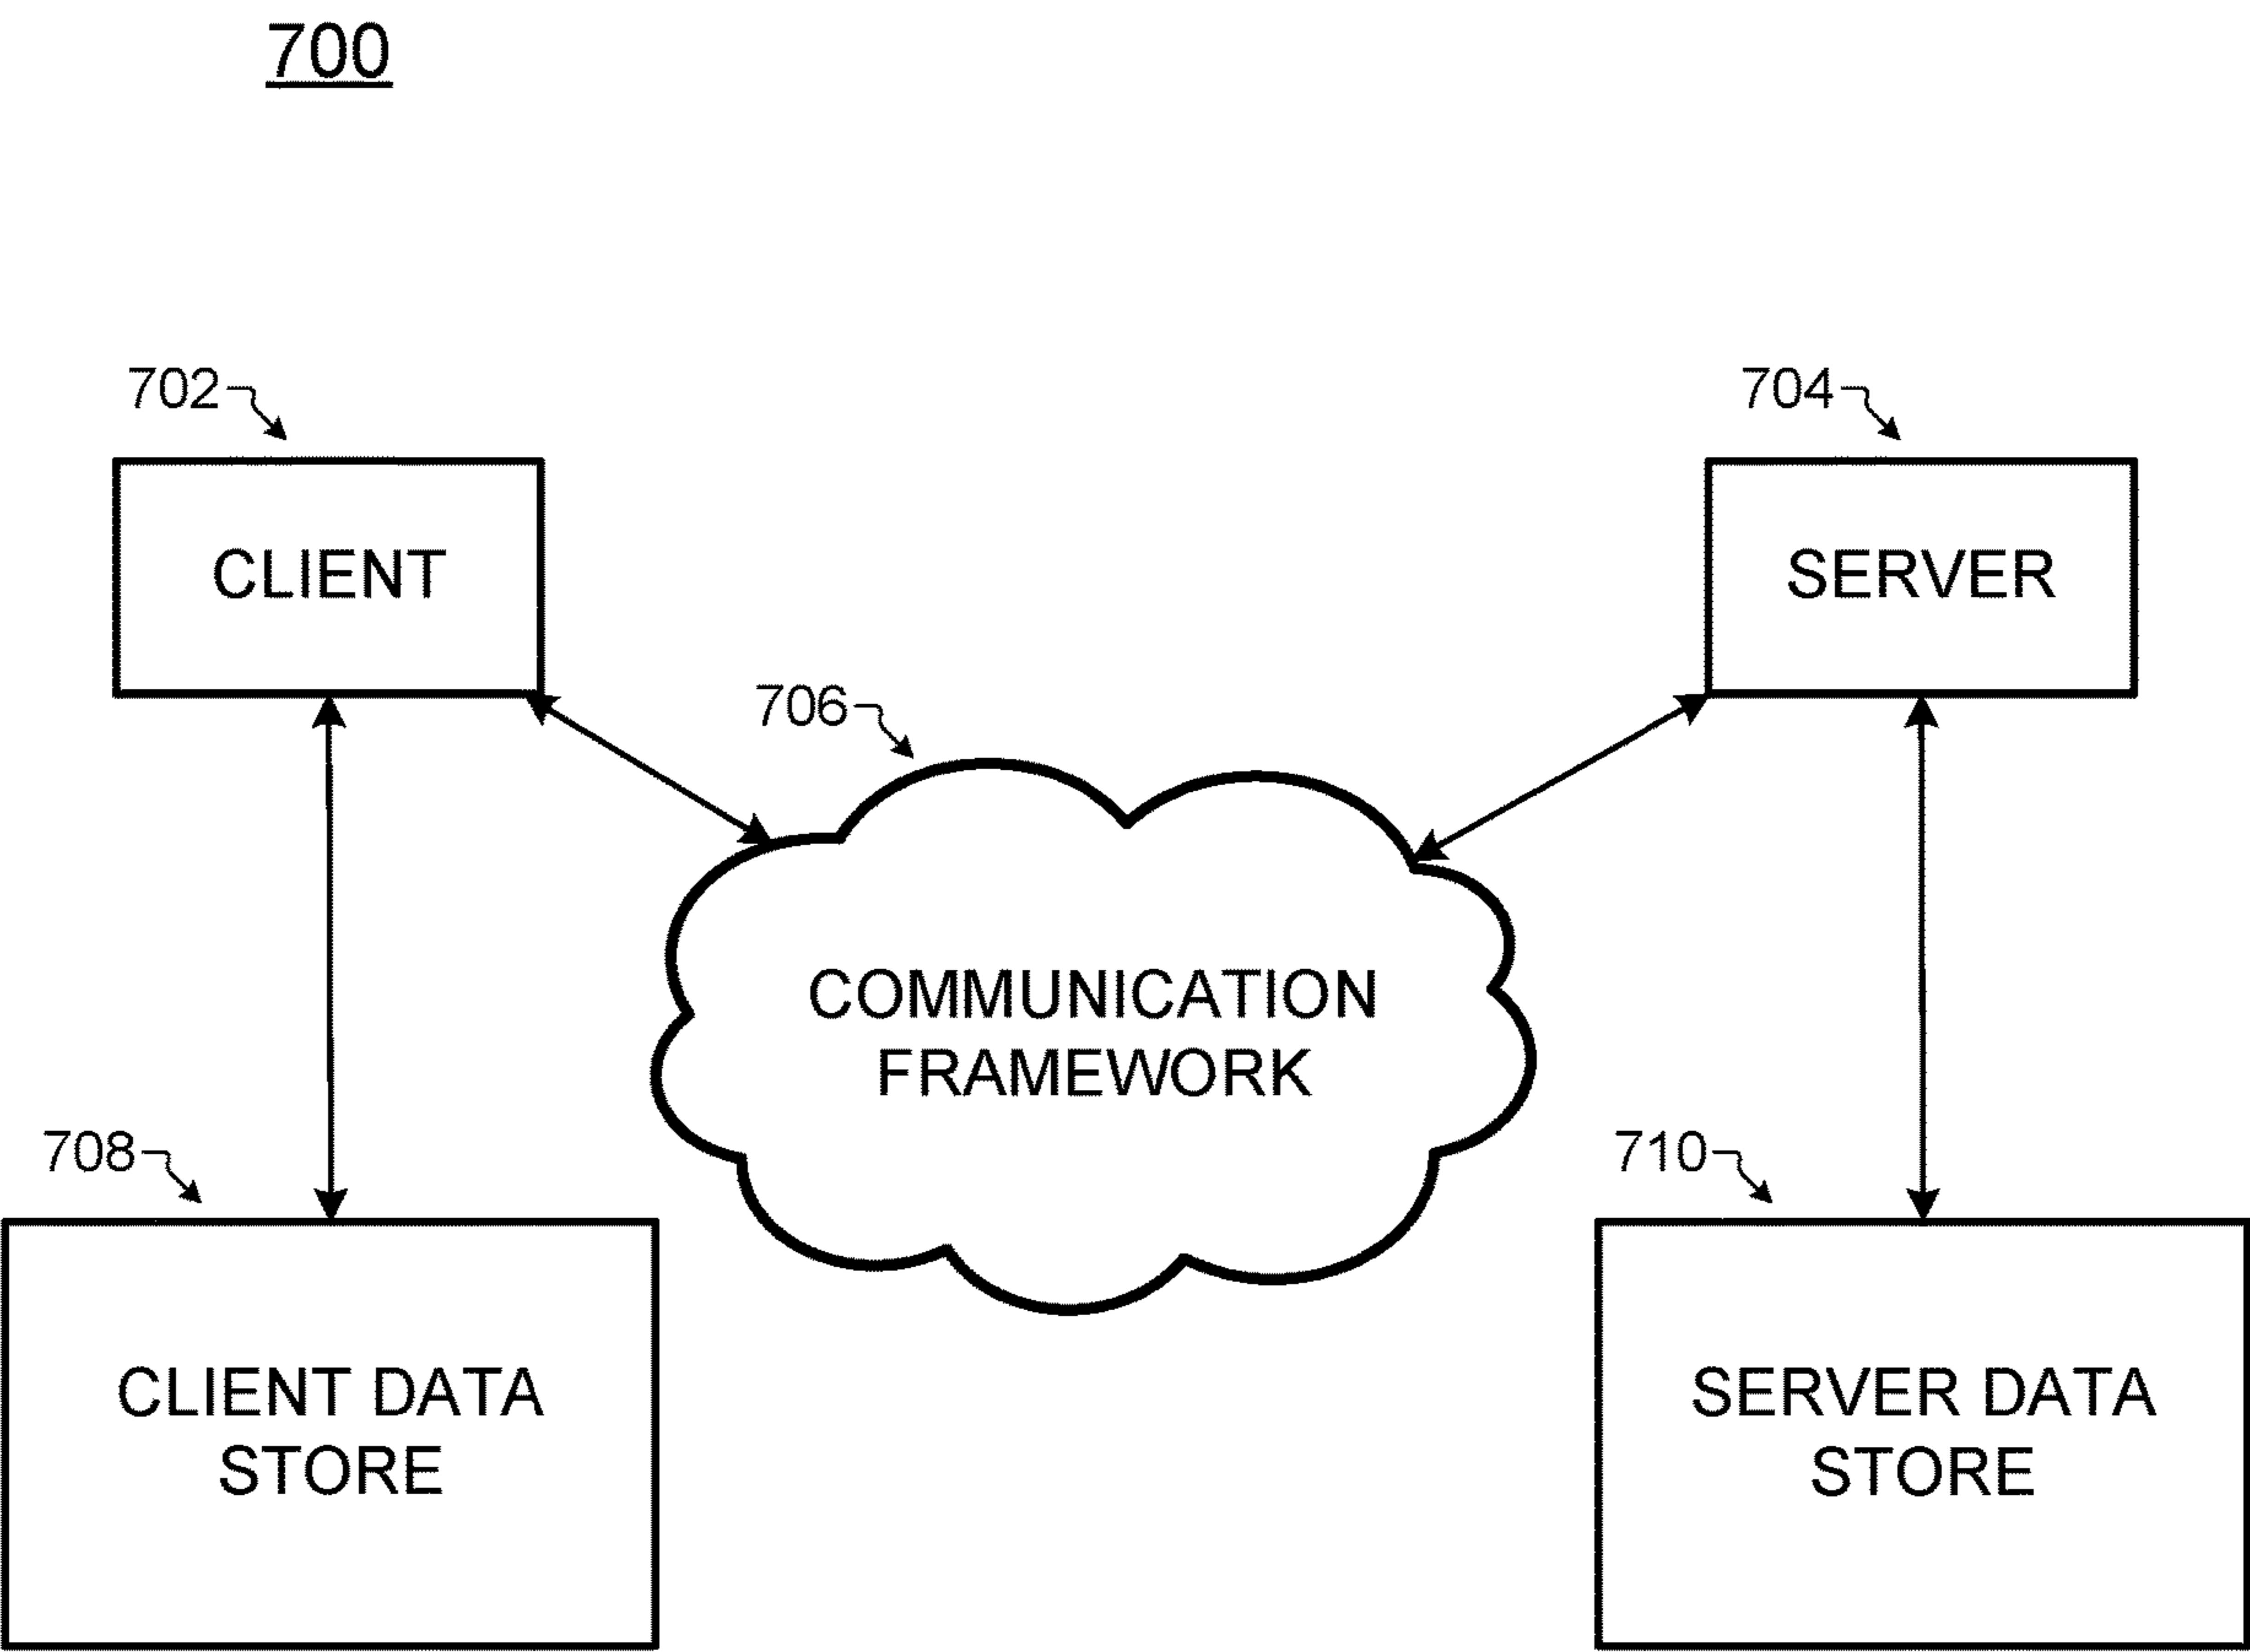 700
702
704
CLIENT
SERVER
706
COMMUNICATION
FRAMEWORK
708
710
CLIENT DATA
STORE
SERVER DATA
STORE